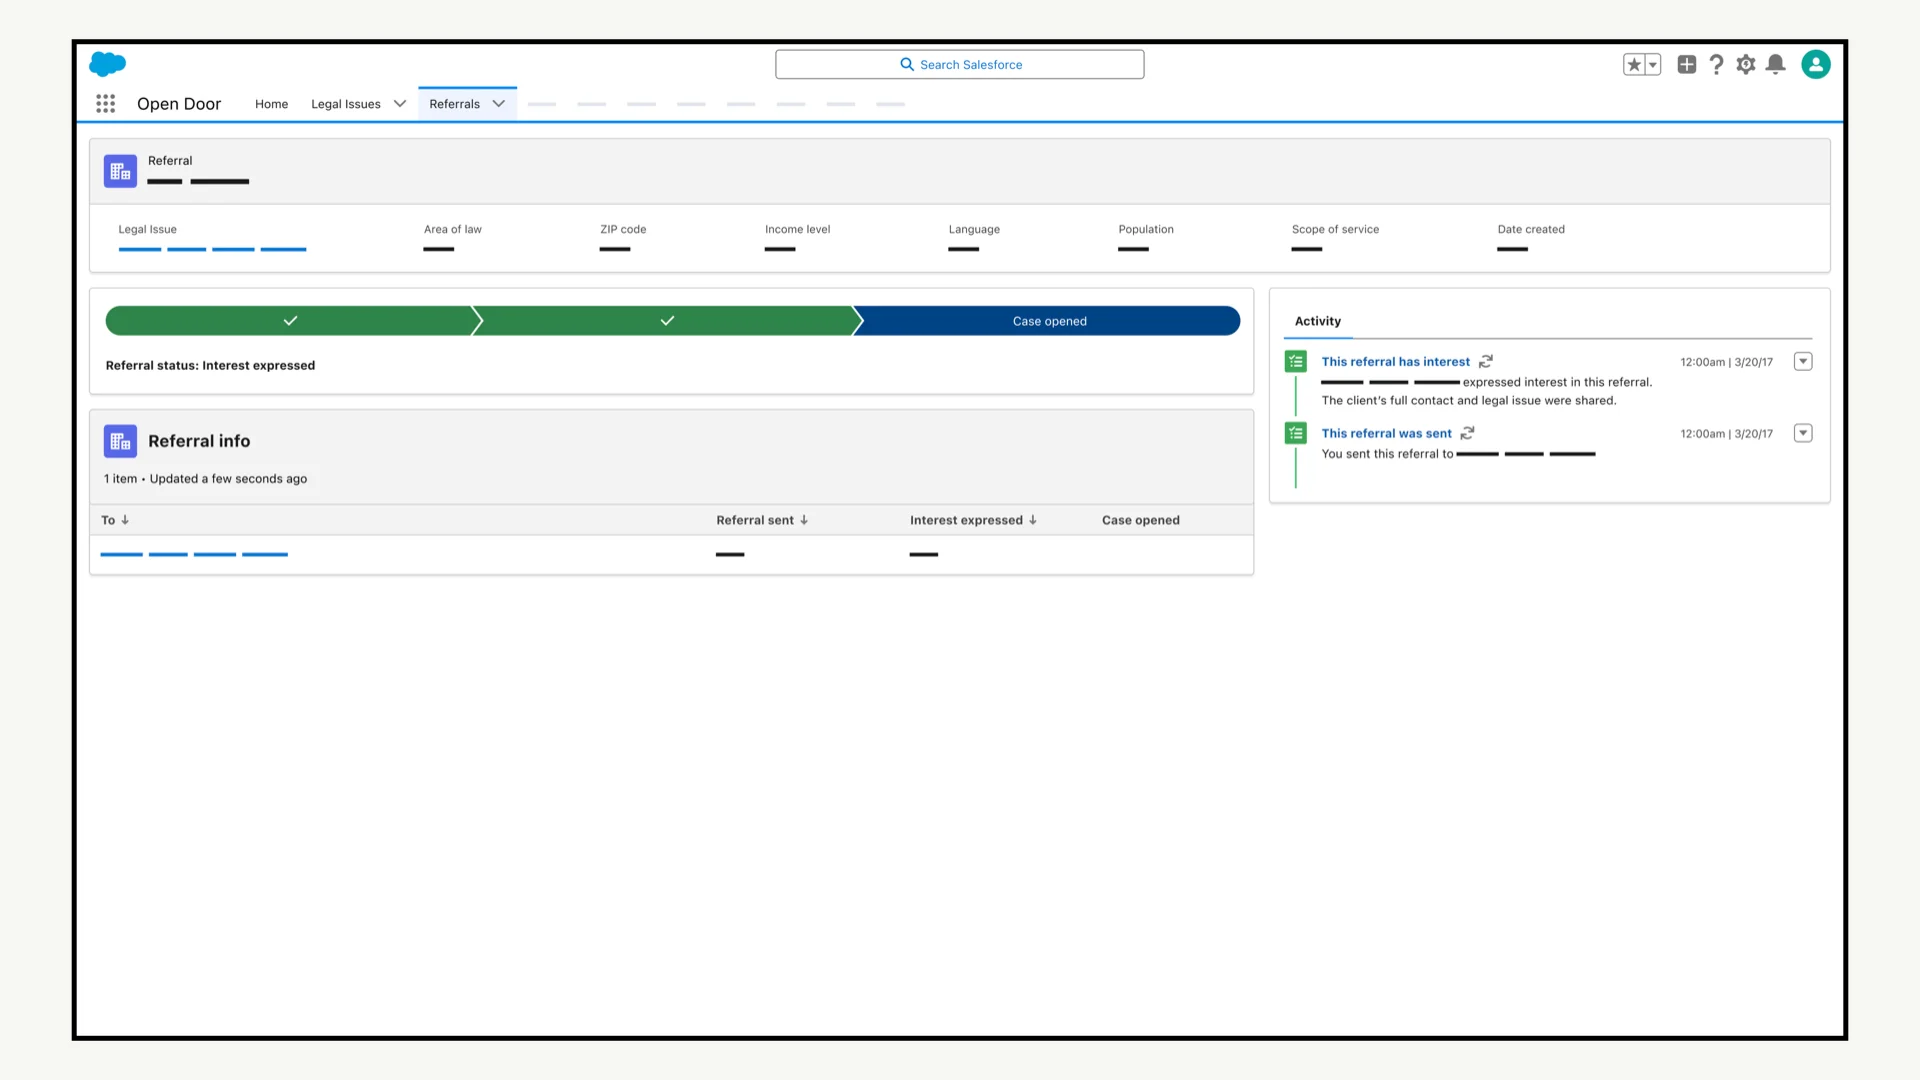 Search Salesforce
Open Door
Home
Legal Issues
Referrals
Referral
Legal Issue
Area of law
ZIP code
Income level
Language
Population
Scope of service
Date created
Case opened
Referral status: Interest expressed
Referral info
1 item • Updated a few seconds ago
To
Referral sent
Interest expressed
Case opened
Activity
This referral has interest
12:00am | 3/20/17
expressed interest in this referral.
The client's full contact and legal issue were shared.
This referral was sent
12:00am | 3/20/17
You sent this referral to